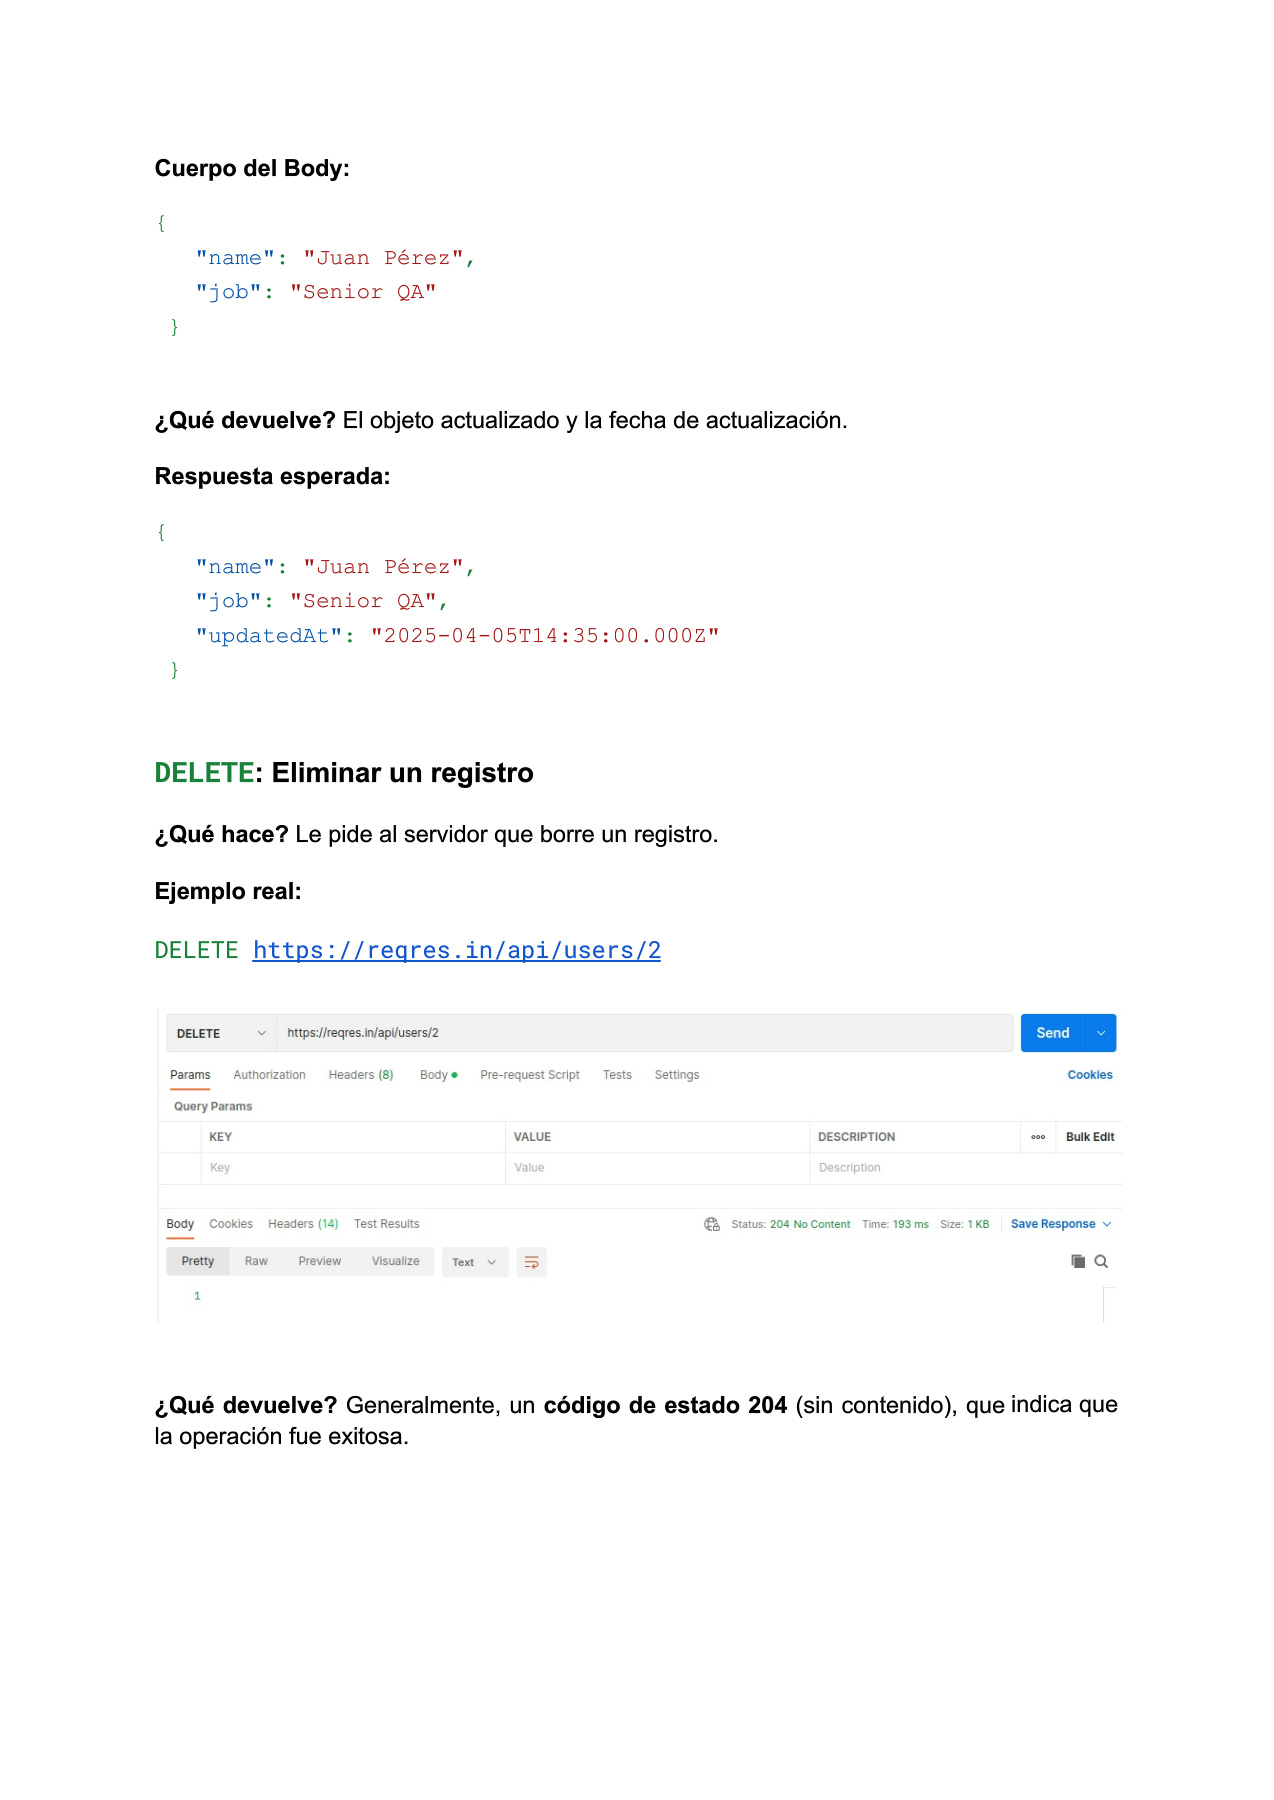 Cuerpo del Body:
{
"name": "Juan Pérez",
"job": "Senior QA"
}
¿Qué devuelve? El objeto actualizado y la fecha de actualización.
Respuesta esperada:
{
"name": "Juan Pérez",
"job": "Senior QA",
"updatedAt": "2025-04-05T14:35:00.000Z"
}
DELETE: Eliminar un registro
¿Qué hace? Le pide al servidor que borre un registro.
Ejemplo real:
DELETE https://reqres.in/api/users/2
DELETE https://reqres.in/api/users/2 Send
Params Authorization Headers (8) Body Pre-request Script Tests Settings Cookies
Query Params
KEY VALUE DESCRIPTION ooo Bulk Edit
Key Value Description
Body Cookies Headers (14) Test Results Status: 204 No Content Time: 193 ms Size: 1 KB Save Response
Pretty Raw Preview Visualize Text
1
¿Qué devuelve? Generalmente, un código de estado 204 (sin contenido), que indica que
la operación fue exitosa.